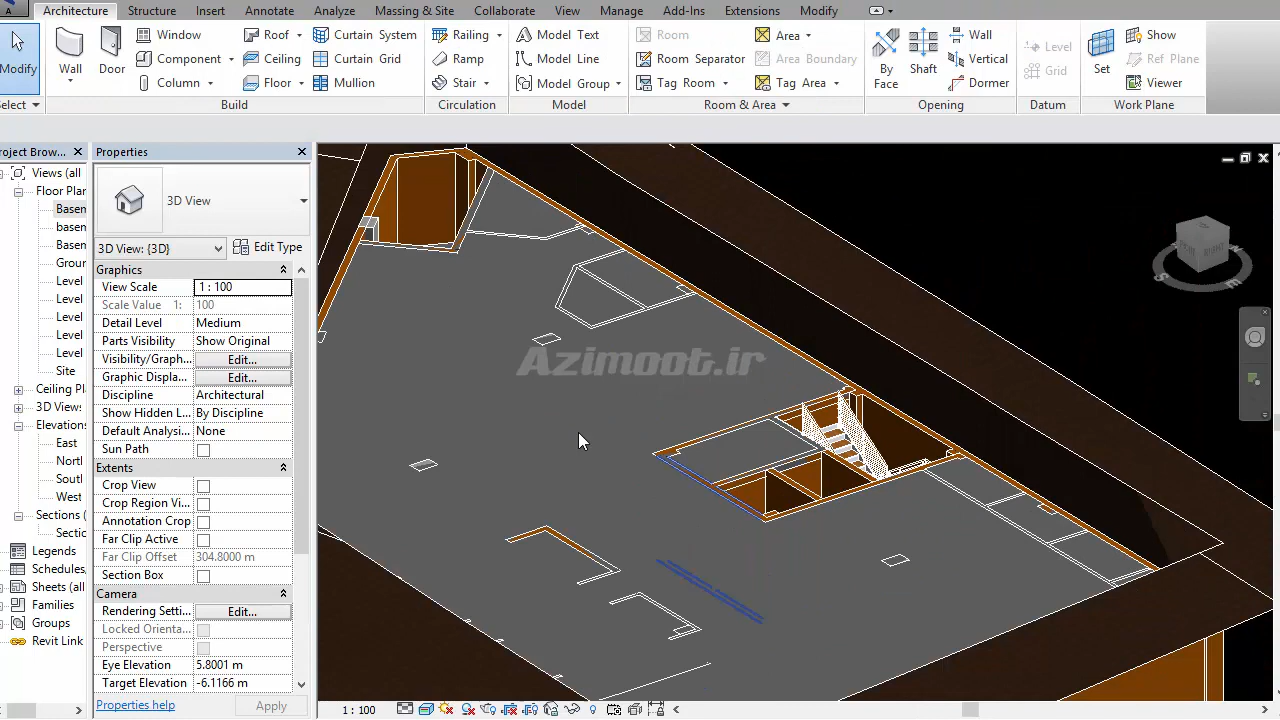 Architecture Structure Insert Annotate Analyze Massing & Site Collaborate View Manage Add-Ins Extensions Modify
Modify
Select
Wall
Door
Window
Component
Column
Roof
Ceiling
Floor
Curtain System
Curtain Grid
Mullion
Build
Railing
Ramp
Stair
Circulation
Model Text
Model Line
Model Group
Model
Room
Room Separator
Tag Room
Area
Area Boundary
Tag Area
Room & Area
By
Face
Shaft
Wall
Vertical
Dormer
Opening
Level
Grid
Datum
Set
Show
Ref Plane
Viewer
Work Plane
roject Brow...
Views (all
Floor Plan
Basen
basen
Basen
Groun
Level
Level
Level
Level
Level
Site
Ceiling Pl
3D Views
Elevations
East
North
South
West
Sections (
Sectic
Legends
Schedules,
Sheets (all
Families
Groups
Revit Link
Properties
3D View
3D View: {3D}
Edit Type
Graphics
View Scale 1 : 100
Scale Value 1: 100
Detail Level Medium
Parts Visibility Show Original
Visibility/Graph... Edit...
Graphic Displa... Edit...
Discipline Architectural
Show Hidden L... By Discipline
Default Analysi... None
Sun Path
Extents
Crop View
Crop Region Vi...
Annotation Crop
Far Clip Active
Far Clip Offset 304.8000 m
Section Box
Camera
Rendering Setti... Edit...
Locked Orienta...
Perspective
Eye Elevation 5.8001 m
Target Elevation -6.1166 m
Properties help
Apply
Azimoot.ir
1 : 100